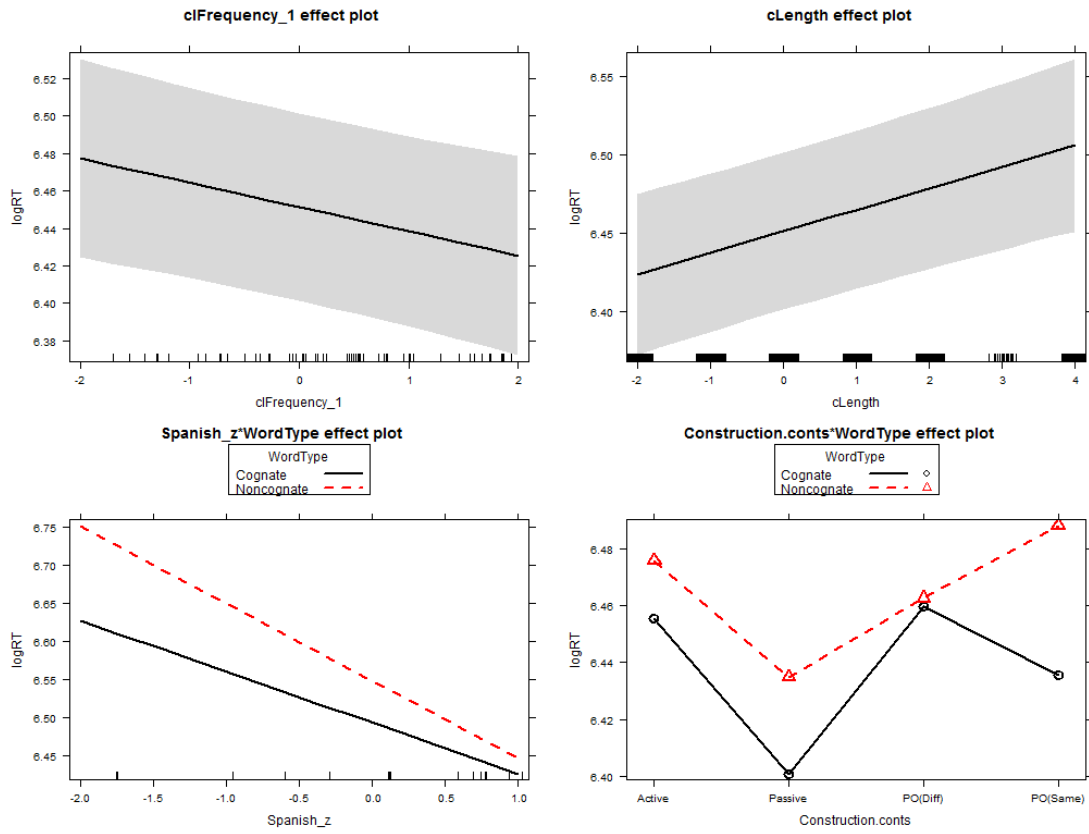 clFrequency_1 effect plot
6.52
6.50
6.48
6.46
6.44
6.42
6.40
6.38
logRT
-2 -1 0 1 2
clFrequency_1
cLength effect plot
6.55
6.50
6.45
6.40
logRT
-2 -1 0 1 2 3 4
cLength
Spanish_z*WordType effect plot
WordType
Cognate
Noncognate
6.75
6.70
6.65
6.60
6.55
6.50
6.45
logRT
-2.0 -1.5 -1.0 -0.5 0.0 0.5 1.0
Spanish_z
Construction.conts*WordType effect plot
WordType
Cognate
Noncognate
6.48
6.46
6.44
6.42
6.40
logRT
Active Passive PO(Diff) PO(Same)
Construction.conts